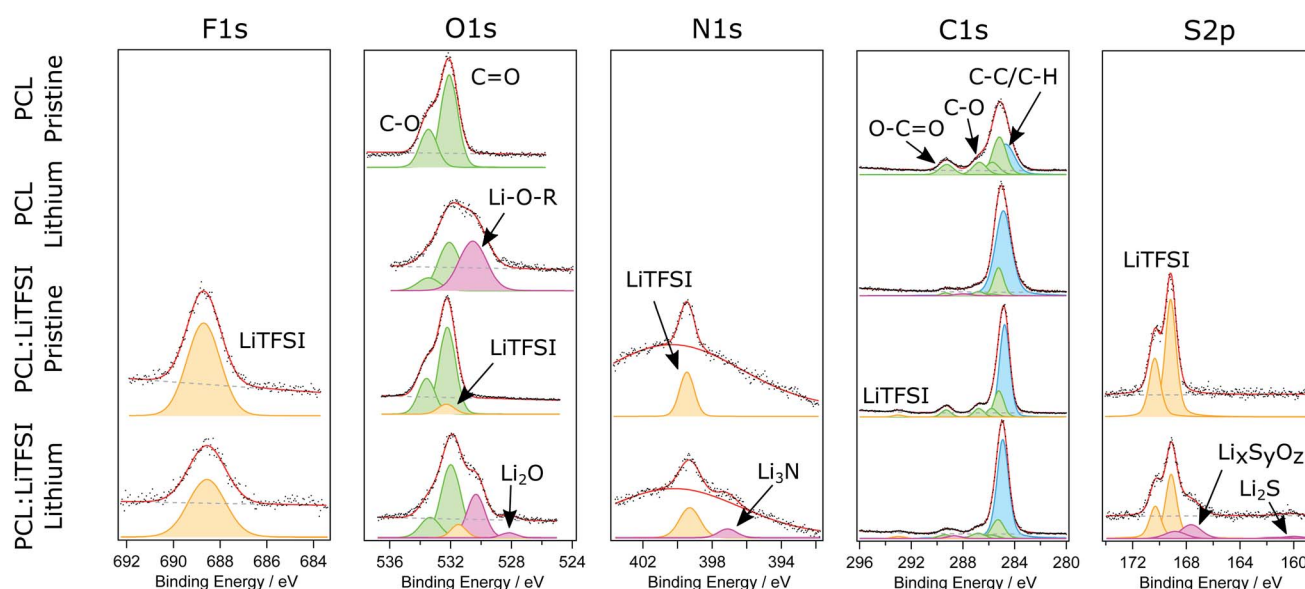 F1s
O1s
N1s
C1s
S2p
PCL
Pristine
C-O
C=O
O-C=O
C-O
C-C/C-H
PCL
Lithium
Li-O-R
PCL:LiTFSI
Pristine
LiTFSI
LiTFSI
LiTFSI
LiTFSI
LiTFSI
PCL:LiTFSI
Lithium
Li2O
Li3N
LixSyOz
Li2S
692 690 688 686 684
536 532 528 524
402 398 394
296 292 288 284 280
172 168 164 160
Binding Energy / eV
Binding Energy / eV
Binding Energy / eV
Binding Energy / eV
Binding Energy / eV